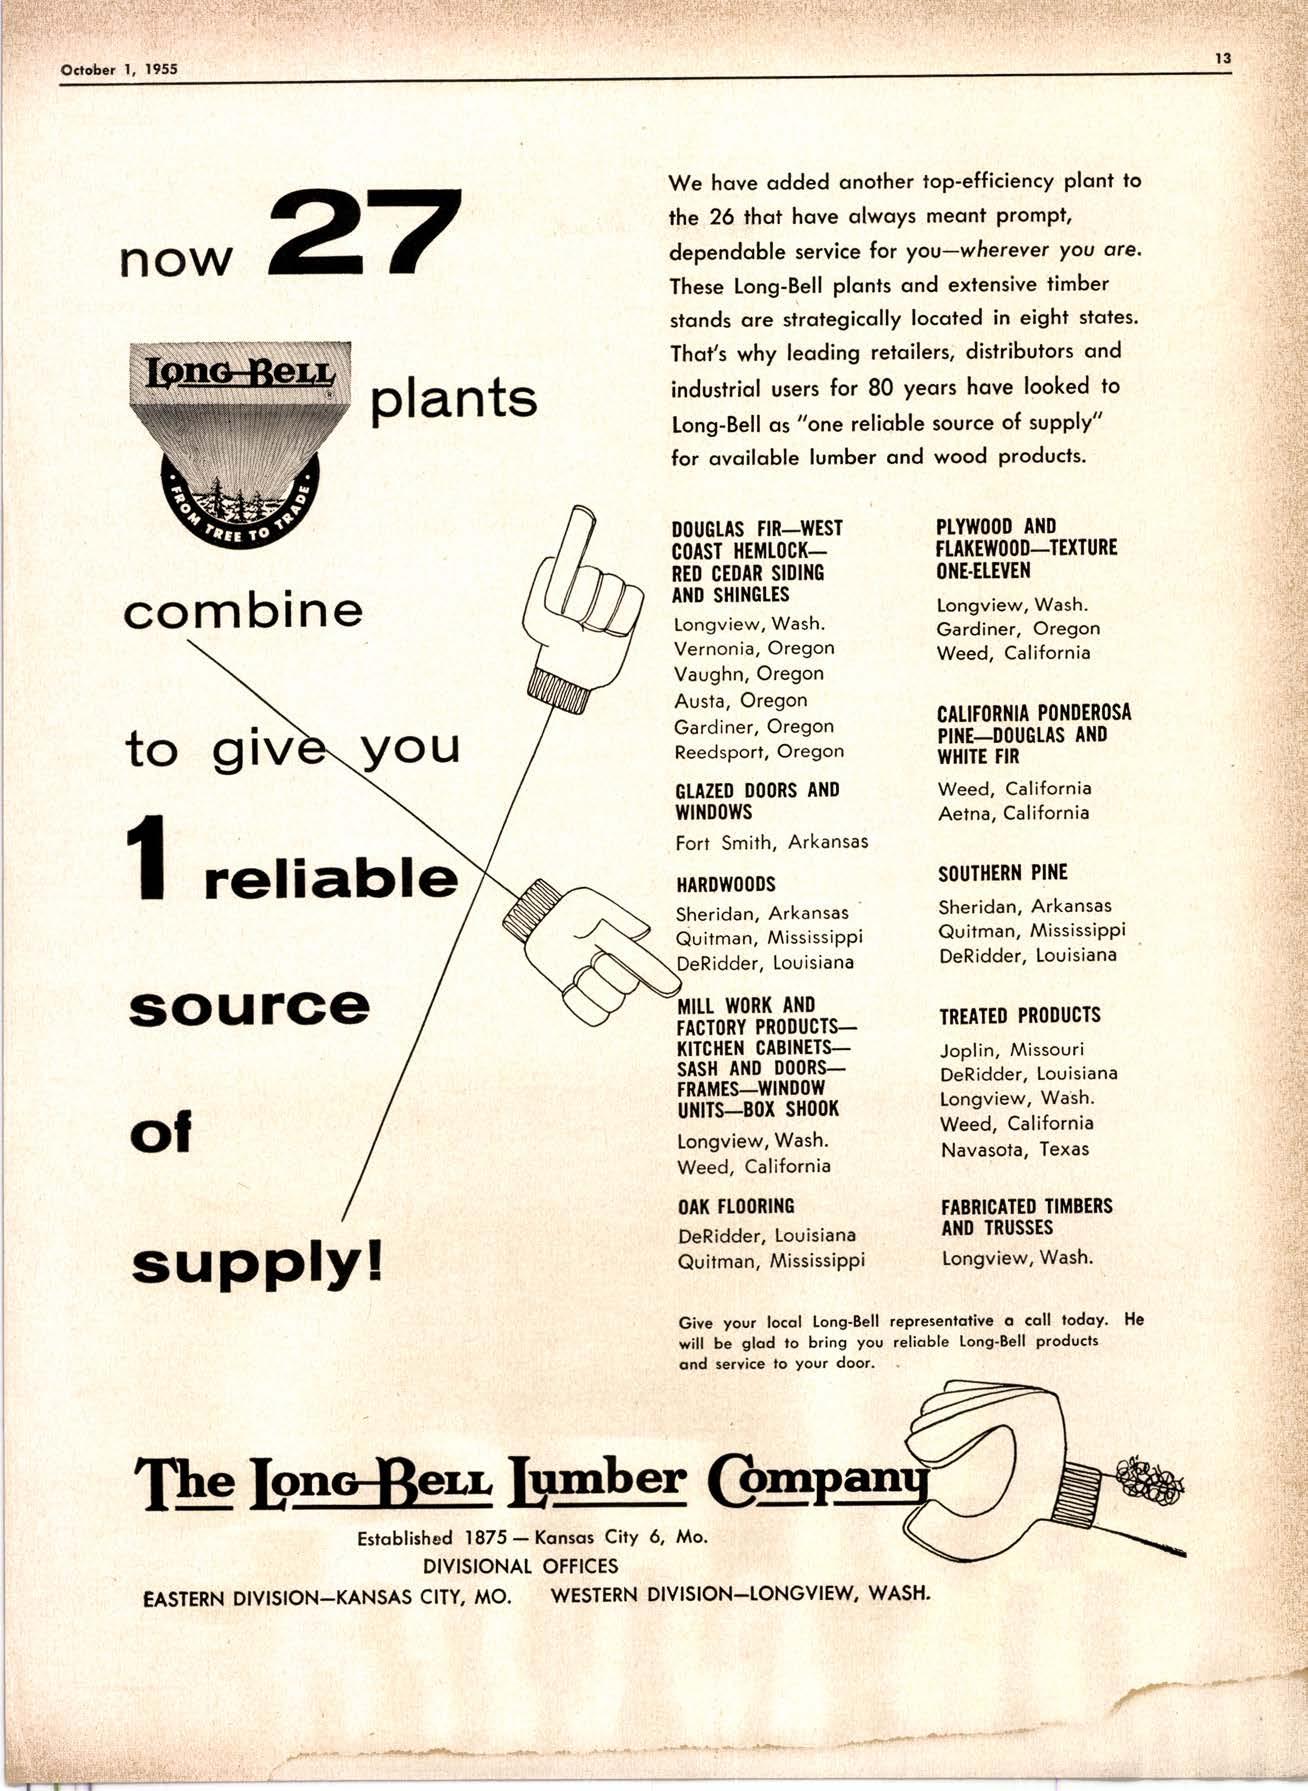 October 1, 1955
13
now 27
Long-Bell
®
plants
· FROM TREE TO TRADE ·
combine
to give you
1 reliable
source
of
supply!
We have added another top-efficiency plant to
the 26 that have always meant prompt,
dependable service for you—wherever you are.
These Long-Bell plants and extensive timber
stands are strategically located in eight states.
That's why leading retailers, distributors and
industrial users for 80 years have looked to
Long-Bell as "one reliable source of supply"
for available lumber and wood products.
DOUGLAS FIR—WEST
COAST HEMLOCK—
RED CEDAR SIDING
AND SHINGLES
Longview, Wash.
Vernonia, Oregon
Vaughn, Oregon
Austa, Oregon
Gardiner, Oregon
Reedsport, Oregon
GLAZED DOORS AND
WINDOWS
Fort Smith, Arkansas
HARDWOODS
Sheridan, Arkansas
Quitman, Mississippi
DeRidder, Louisiana
MILL WORK AND
FACTORY PRODUCTS—
KITCHEN CABINETS—
SASH AND DOORS—
FRAMES—WINDOW
UNITS—BOX SHOOK
Longview, Wash.
Weed, California
OAK FLOORING
DeRidder, Louisiana
Quitman, Mississippi
PLYWOOD AND
FLAKEWOOD—TEXTURE
ONE-ELEVEN
Longview, Wash.
Gardiner, Oregon
Weed, California
CALIFORNIA PONDEROSA
PINE—DOUGLAS AND
WHITE FIR
Weed, California
Aetna, California
SOUTHERN PINE
Sheridan, Arkansas
Quitman, Mississippi
DeRidder, Louisiana
TREATED PRODUCTS
Joplin, Missouri
DeRidder, Louisiana
Longview, Wash.
Weed, California
Navasota, Texas
FABRICATED TIMBERS
AND TRUSSES
Longview, Wash.
Give your local Long-Bell representative a call today. He
will be glad to bring you reliable Long-Bell products
and service to your door.
The Long-Bell Lumber Company
Established 1875 — Kansas City 6, Mo.
DIVISIONAL OFFICES
EASTERN DIVISION—KANSAS CITY, MO. WESTERN DIVISION—LONGVIEW, WASH.